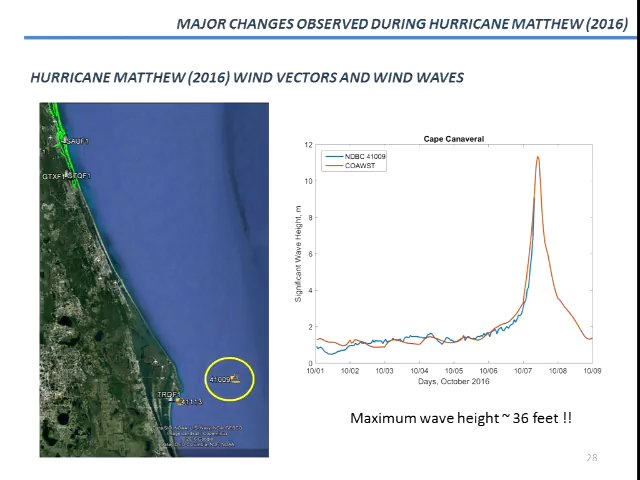 MAJOR CHANGES OBSERVED DURING HURRICANE MATTHEW (2016)
HURRICANE MATTHEW (2016) WIND VECTORS AND WIND WAVES
SAUF1
GTXF1
41009
TRDF1
41113
Cape Canaveral
NDBC 41009
COAWST
Significant Wave Height, m
12
10
8
6
4
2
0
10/01 10/02 10/03 10/04 10/05 10/06 10/07 10/08 10/09
Days, October 2016
Maximum wave height ~ 36 feet !!
28